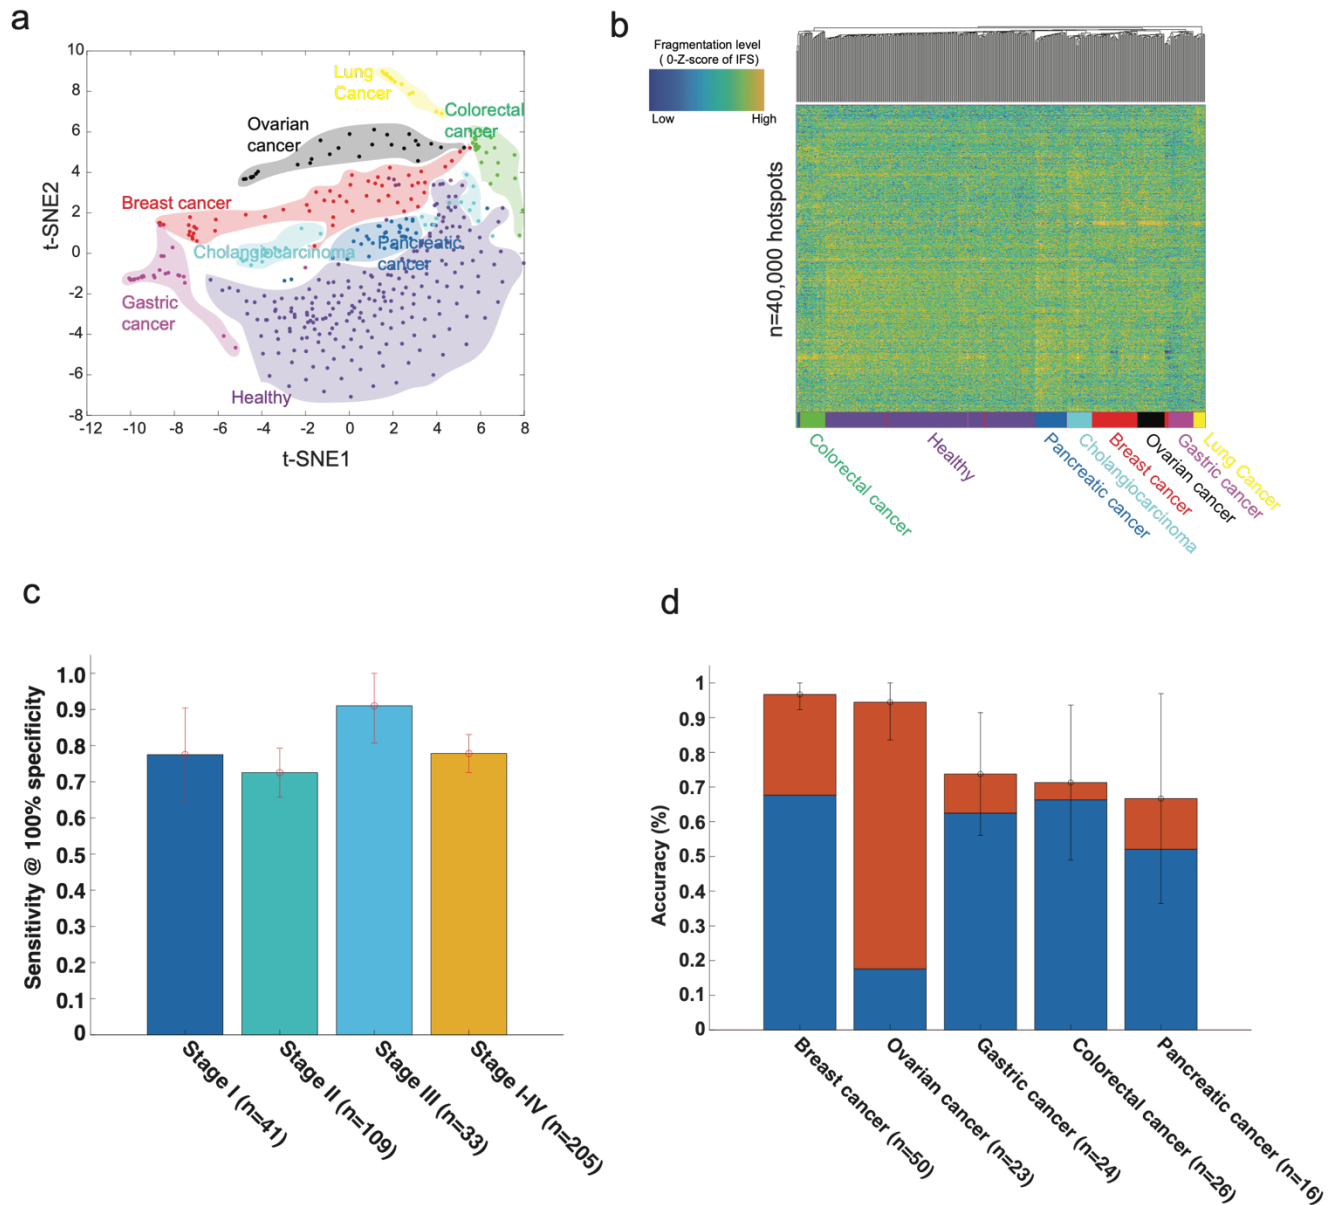 a
10
8
6
4
2
0
-2
-4
-6
-8
-12
-10
-8
-6
-4
-2
0
2
4
6
8
t-SNE2
t-SNE1
Lung
Cancer
Colorectal
cancer
Ovarian
cancer
Breast cancer
Cholangiocarcinoma
Pancreatic
cancer
Gastric
cancer
Healthy
b
Fragmentation level
( 0-Z-score of IFS)
Low
High
n=40,000 hotspots
Colorectal cancer
Healthy
Pancreatic cancer
Cholangiocarcinoma
Breast cancer
Ovarian cancer
Gastric cancer
Lung Cancer
c
Sensitivity @ 100% specificity
1.0
0.9
0.8
0.7
0.6
0.5
0.4
0.3
0.2
0.1
0
Stage I (n=41)
Stage II (n=109)
Stage III (n=33)
Stage I-IV (n=205)
d
Accuracy (%)
1
0.9
0.8
0.7
0.6
0.5
0.4
0.3
0.2
0.1
0
Breast cancer (n=50)
Ovarian cancer (n=23)
Gastric cancer (n=24)
Colorectal cancer (n=26)
Pancreatic cancer (n=16)